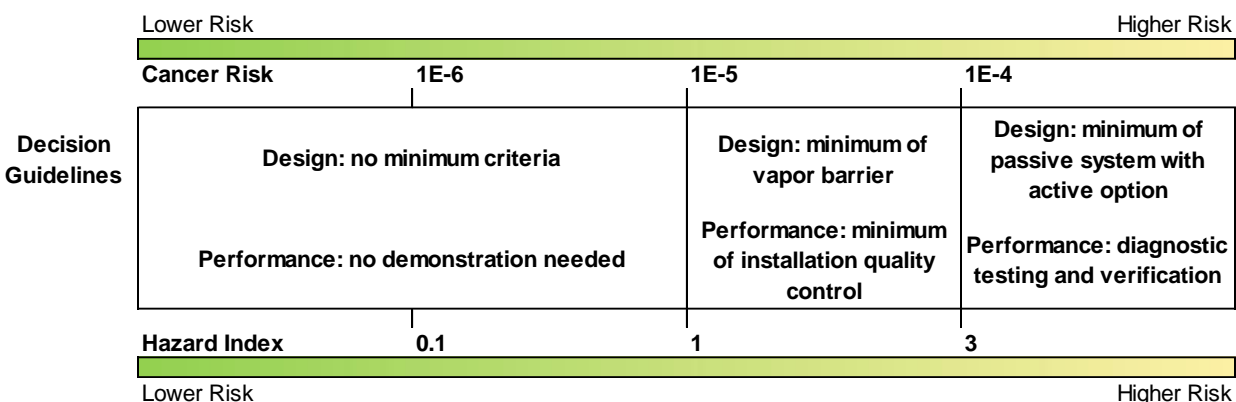 Lower Risk Higher Risk
Cancer Risk 1E-6 1E-5 1E-4
Decision
Guidelines
Design: no minimum criteria
Performance: no demonstration needed
Design: minimum of
vapor barrier
Performance: minimum
of installation quality
control
Design: minimum of
passive system with
active option
Performance: diagnostic
testing and verification
Hazard Index 0.1 1 3
Lower Risk Higher Risk